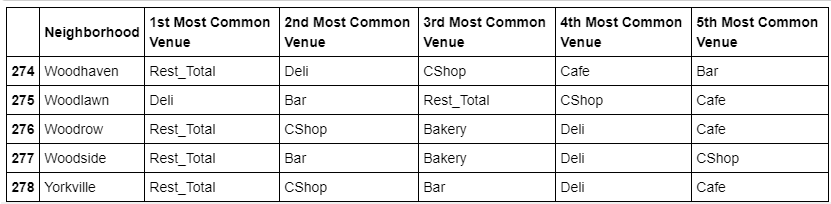 Neighborhood 1st Most Common Venue 2nd Most Common Venue 3rd Most Common Venue 4th Most Common Venue 5th Most Common Venue
274 Woodhaven Rest_Total Deli CShop Cafe Bar
275 Woodlawn Deli Bar Rest_Total CShop Cafe
276 Woodrow Rest_Total CShop Bakery Deli Cafe
277 Woodside Rest_Total Bar Bakery Deli CShop
278 Yorkville Rest_Total CShop Bar Deli Cafe